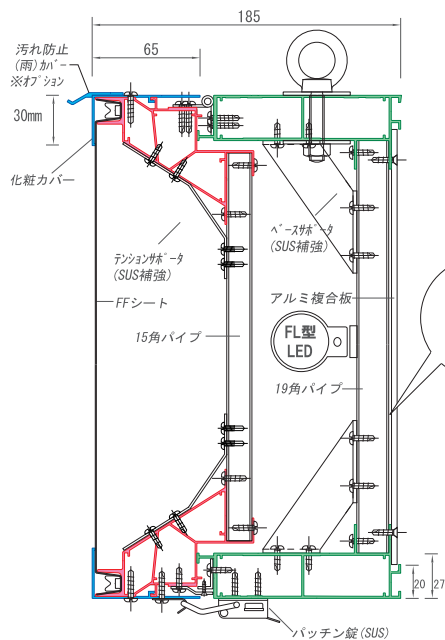 185
65
汚れ防止
(雨)カバー
※オプション
30mm
化粧カバー
テンションサポータ
(SUS補強)
ベースサポータ
(SUS補強)
FFシート
アルミ複合板
15角パイプ
FL型
LED
19角パイプ
20
27
パッチン錠(SUS)